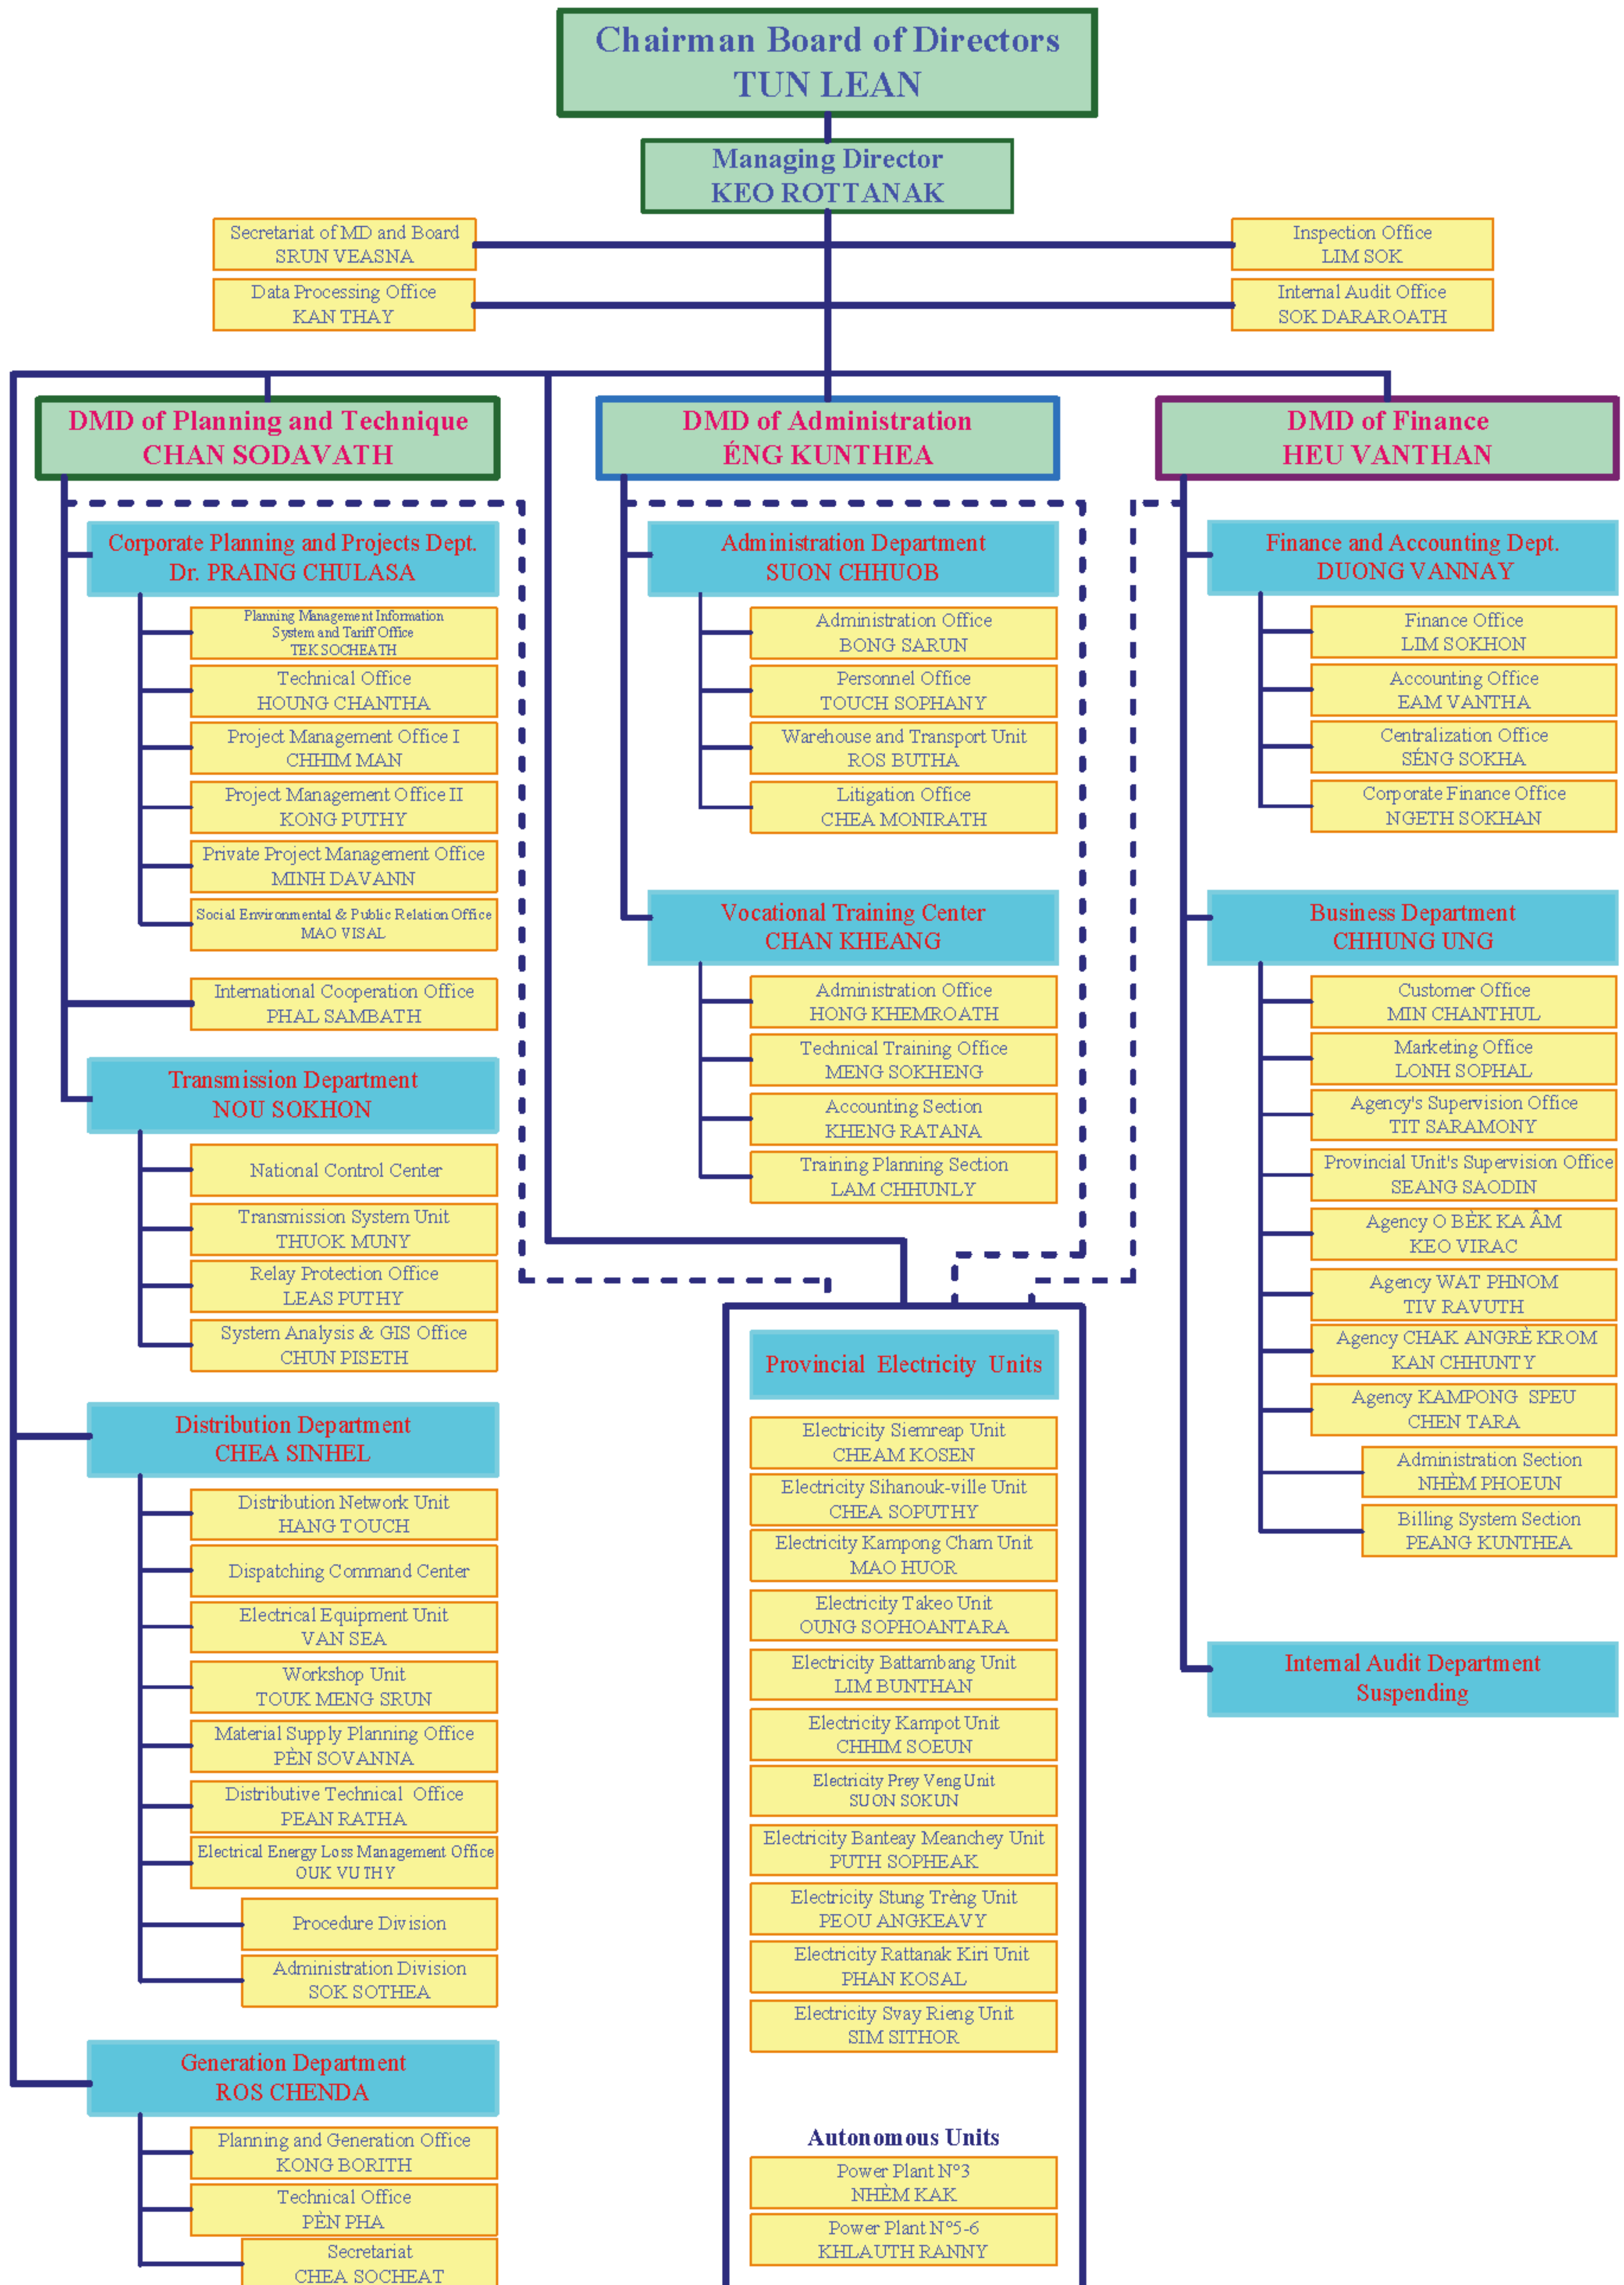 Chairman Board of Directors
TUN LEAN
Managing Director
KEO ROTTANAK
Secretariat of MD and Board
SRUN VEASNA
Inspection Office
LIM SOK
Data Processing Office
KAN THAY
Internal Audit Office
SOK DARAROATH
DMD of Planning and Technique
CHAN SODAVATH
Corporate Planning and Projects Dept.
Dr. PRAING CHULASA
Planning Management Information
System and Tariff Office
TEK SOCHEATH
Technical Office
HOUNG CHANTHA
Project Management Office I
CHHIM MAN
Project Management Office II
KONG PUTHY
Private Project Management Office
MINH DAVANN
Social Environmental & Public Relation Office
MAO VISAL
International Cooperation Office
PHAL SAMBATH
Transmission Department
NOU SOKHON
National Control Center
Transmission System Unit
THUOK MUNY
Relay Protection Office
LEAS PUTHY
System Analysis & GIS Office
CHUN PISETH
Distribution Department
CHEA SINHEL
Distribution Network Unit
HANG TOUCH
Dispatching Command Center
Electrical Equipment Unit
VAN SEA
Workshop Unit
TOUK MENG SRUN
Material Supply Planning Office
PÈN SOVANNA
Distributive Technical Office
PEAN RATHA
Electrical Energy Loss Management Office
OUK VUTHY
Procedure Division
Administration Division
SOK SOTHEA
Generation Department
ROS CHENDA
Planning and Generation Office
KONG BORITH
Technical Office
PÈN PHA
Secretariat
CHEA SOCHEAT
DMD of Administration
ÉNG KUNTHEA
Administration Department
SUON CHHUOB
Administration Office
BONG SARUN
Personnel Office
TOUCH SOPHANY
Warehouse and Transport Unit
ROS BUTHA
Litigation Office
CHEA MONIRATH
Vocational Training Center
CHAN KHEANG
Administration Office
HONG KHEMROATH
Technical Training Office
MENG SOKHENG
Accounting Section
KHENG RATANA
Training Planning Section
LAM CHHUNLY
Provincial Electricity Units
Electricity Siemreap Unit
CHEAM KOSEN
Electricity Sihanouk-ville Unit
CHEA SOPUTHY
Electricity Kampong Cham Unit
MAO HUOR
Electricity Takeo Unit
OUNG SOPHOANTARA
Electricity Battambang Unit
LIM BUNTHAN
Electricity Kampot Unit
CHHIM SOEUN
Electricity Prey Veng Unit
SUON SOKUN
Electricity Banteay Meanchey Unit
PUTH SOPHEAK
Electricity Stung Trèng Unit
PEOU ANGKEAVY
Electricity Rattanak Kiri Unit
PHAN KOSAL
Electricity Svay Rieng Unit
SIM SITHOR
Autonomous Units
Power Plant N°3
NHÈM KAK
Power Plant N°5-6
KHLAUTH RANNY
DMD of Finance
HEU VANTHAN
Finance and Accounting Dept.
DUONG VANNAY
Finance Office
LIM SOKHON
Accounting Office
EAM VANTHA
Centralization Office
SÉNG SOKHA
Corporate Finance Office
NGETH SOKHAN
Business Department
CHHUNG UNG
Customer Office
MIN CHANTHUL
Marketing Office
LONH SOPHAL
Agency's Supervision Office
TIT SARAMONY
Provincial Unit's Supervision Office
SEANG SAODIN
Agency O BÈK KA ÂM
KEO VIRAC
Agency WAT PHNOM
TIV RAVUTH
Agency CHAK ANGRÈ KROM
KAN CHHUNTY
Agency KAMPONG SPEU
CHEN TARA
Administration Section
NHÈM PHOEUN
Billing System Section
PEANG KUNTHEA
Internal Audit Department
Suspending